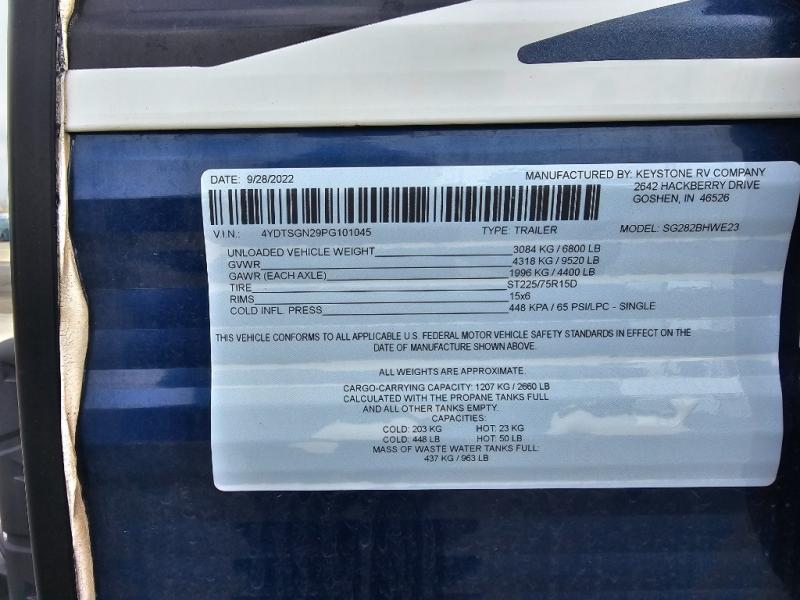 DATE: 9/28/2022 MANUFACTURED BY: KEYSTONE RV COMPANY
2642 HACKBERRY DRIVE
GOSHEN, IN 46526
V.I.N.: 4YDTSGN29PG101045 TYPE: TRAILER MODEL: SG282BHWE23
UNLOADED VEHICLE WEIGHT 3084 KG / 6800 LB
GVWR 4318 KG / 9520 LB
GAWR (EACH AXLE) 1996 KG / 4400 LB
TIRE ST225/75R15D
RIMS 15x6
COLD INFL. PRESS 448 KPA / 65 PSI/LPC - SINGLE
THIS VEHICLE CONFORMS TO ALL APPLICABLE U.S. FEDERAL MOTOR VEHICLE SAFETY STANDARDS IN EFFECT ON THE
DATE OF MANUFACTURE SHOWN ABOVE.
ALL WEIGHTS ARE APPROXIMATE.
CARGO-CARRYING CAPACITY: 1207 KG / 2660 LB
CALCULATED WITH THE PROPANE TANKS FULL
AND ALL OTHER TANKS EMPTY.
CAPACITIES:
COLD: 203 KG HOT: 23 KG
COLD: 448 LB HOT: 50 LB
MASS OF WASTE WATER TANKS FULL:
437 KG / 963 LB